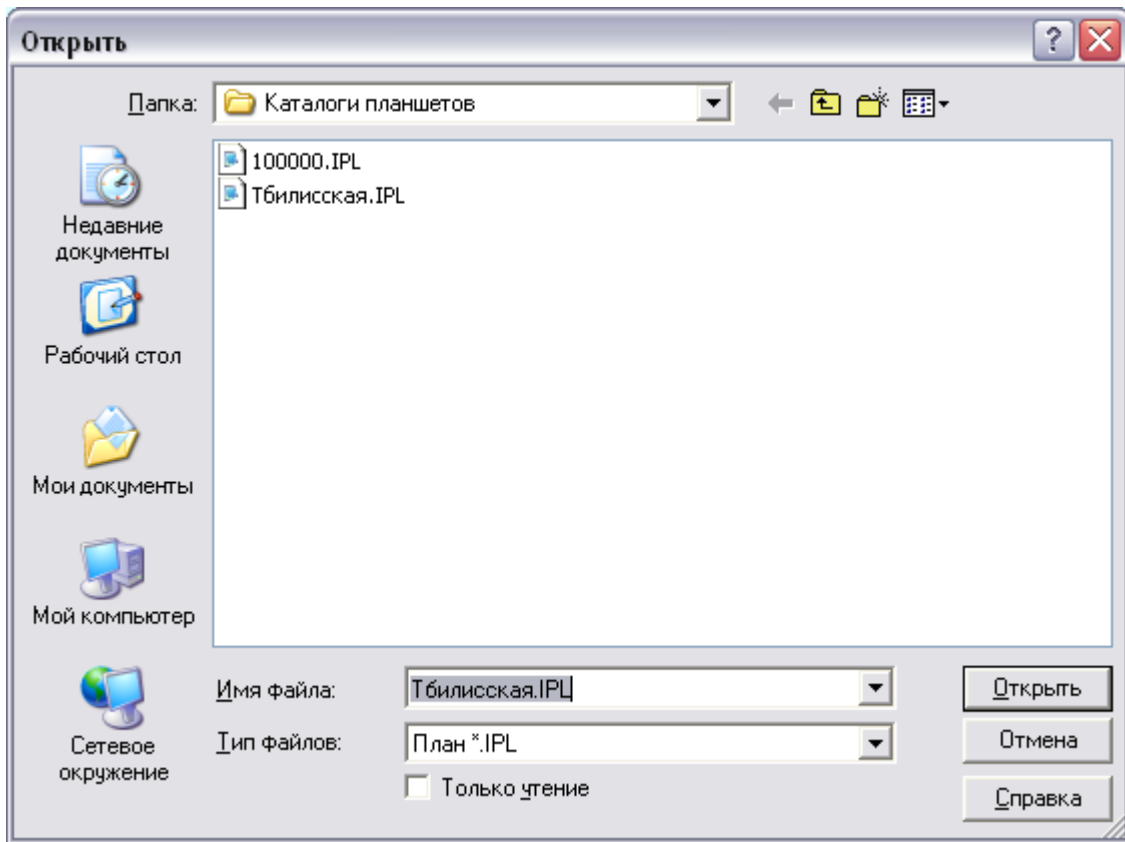 Открыть
Папка:
Каталоги планшетов
100000.IPL
Тбилисская.IPL
Недавние
документы
Рабочий стол
Мои документы
Мой компьютер
Сетевое
окружение
Имя файла:
Тбилисская.IPL
Открыть
Тип файлов:
План *.IPL
Отмена
Только чтение
Справка